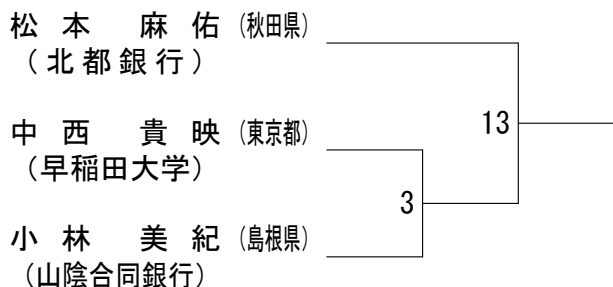 松本 麻佑 (秋田県)
(北都銀行)
13
中西 貴映 (東京都)
(早稲田大学)
3
小林 美紀 (島根県)
(山陰合同銀行)